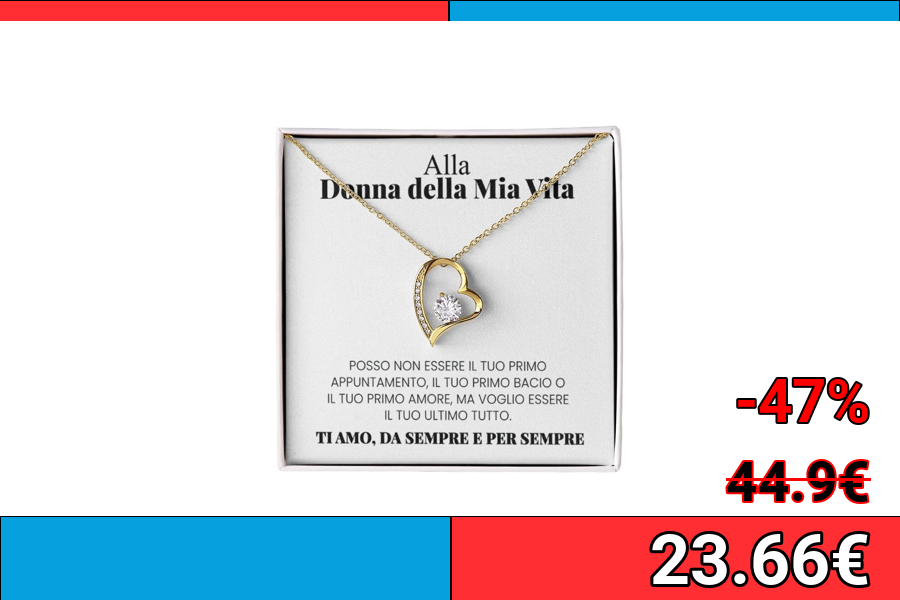 Alla
Donna della Mia Vita
POSSO NON ESSERE IL TUO PRIMO
APPUNTAMENTO, IL TUO PRIMO BACIO O
IL TUO PRIMO AMORE, MA VOGLIO ESSERE
IL TUO ULTIMO TUTTO.
TI AMO, DA SEMPRE E PER SEMPRE
-47%
44.9€
23.66€